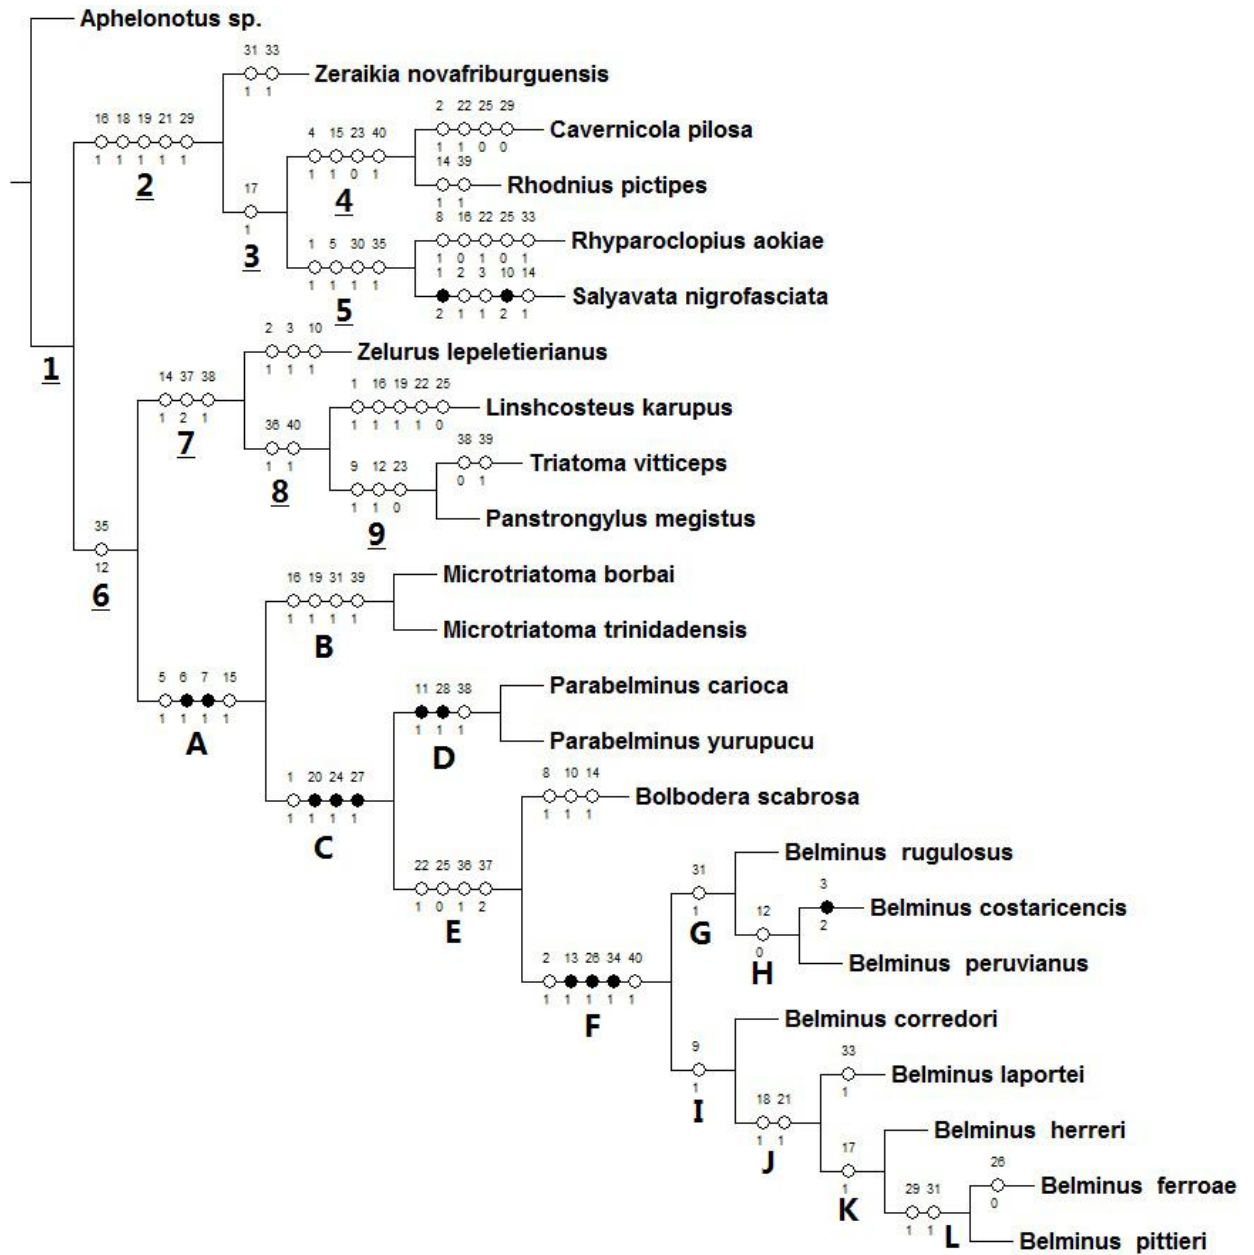 Aphelonotus sp.
31 33
Zeraikia novafriburguensis
1 1
2 22 25 29
16 18 19 21 29
4 15 23 40
Cavernicola pilosa
1 1 0 0
1 1 1 1 1
2
14 39
1 1 0 1
Rhodnius pictipes
17
4
1 1
1
3
8 16 22 25 33
1 5 30 35
Rhyparoclopius aokiae
1 0 1 0 1
1 2 3 10 14
1 1 1 1
5
Salyavata nigrofasciata
2 1 1 2 1
2 3 10
Zelurus lepeletierianus
1
1 1 1
14 37 38
1 16 19 22 25
1 2 1
Linshcosteus karupus
7
1 1 1 1 0
36 40
38 39
1 1
Triatoma vitticeps
8
9 12 23
0 1
1 1 0
Panstrongylus megistus
9
35
12
6
16 19 31 39
Microtriatoma borbai
1 1 1 1
B
Microtriatoma trinidadensis
5 6 7 15
11 28 38
Parabelminus carioca
1 1 1 1
1 1 1
A
D
Parabelminus yurupucu
1 20 24 27
8 10 14
Bolbodera scabrosa
1 1 1 1
1 1 1
C
22 25 36 37
31
Belminus rugulosus
1 0 1 2
1
3
E
G
12
Belminus costaricencis
2
0
H
Belminus peruvianus
2 13 26 34 40
1 1 1 1 1
F
Belminus corredori
9
33
1
Belminus laportei
I
18 21
1
1 1
17
Belminus herreri
J
1
26
K
29 31
Belminus ferroae
1 1
0
L
Belminus pittieri